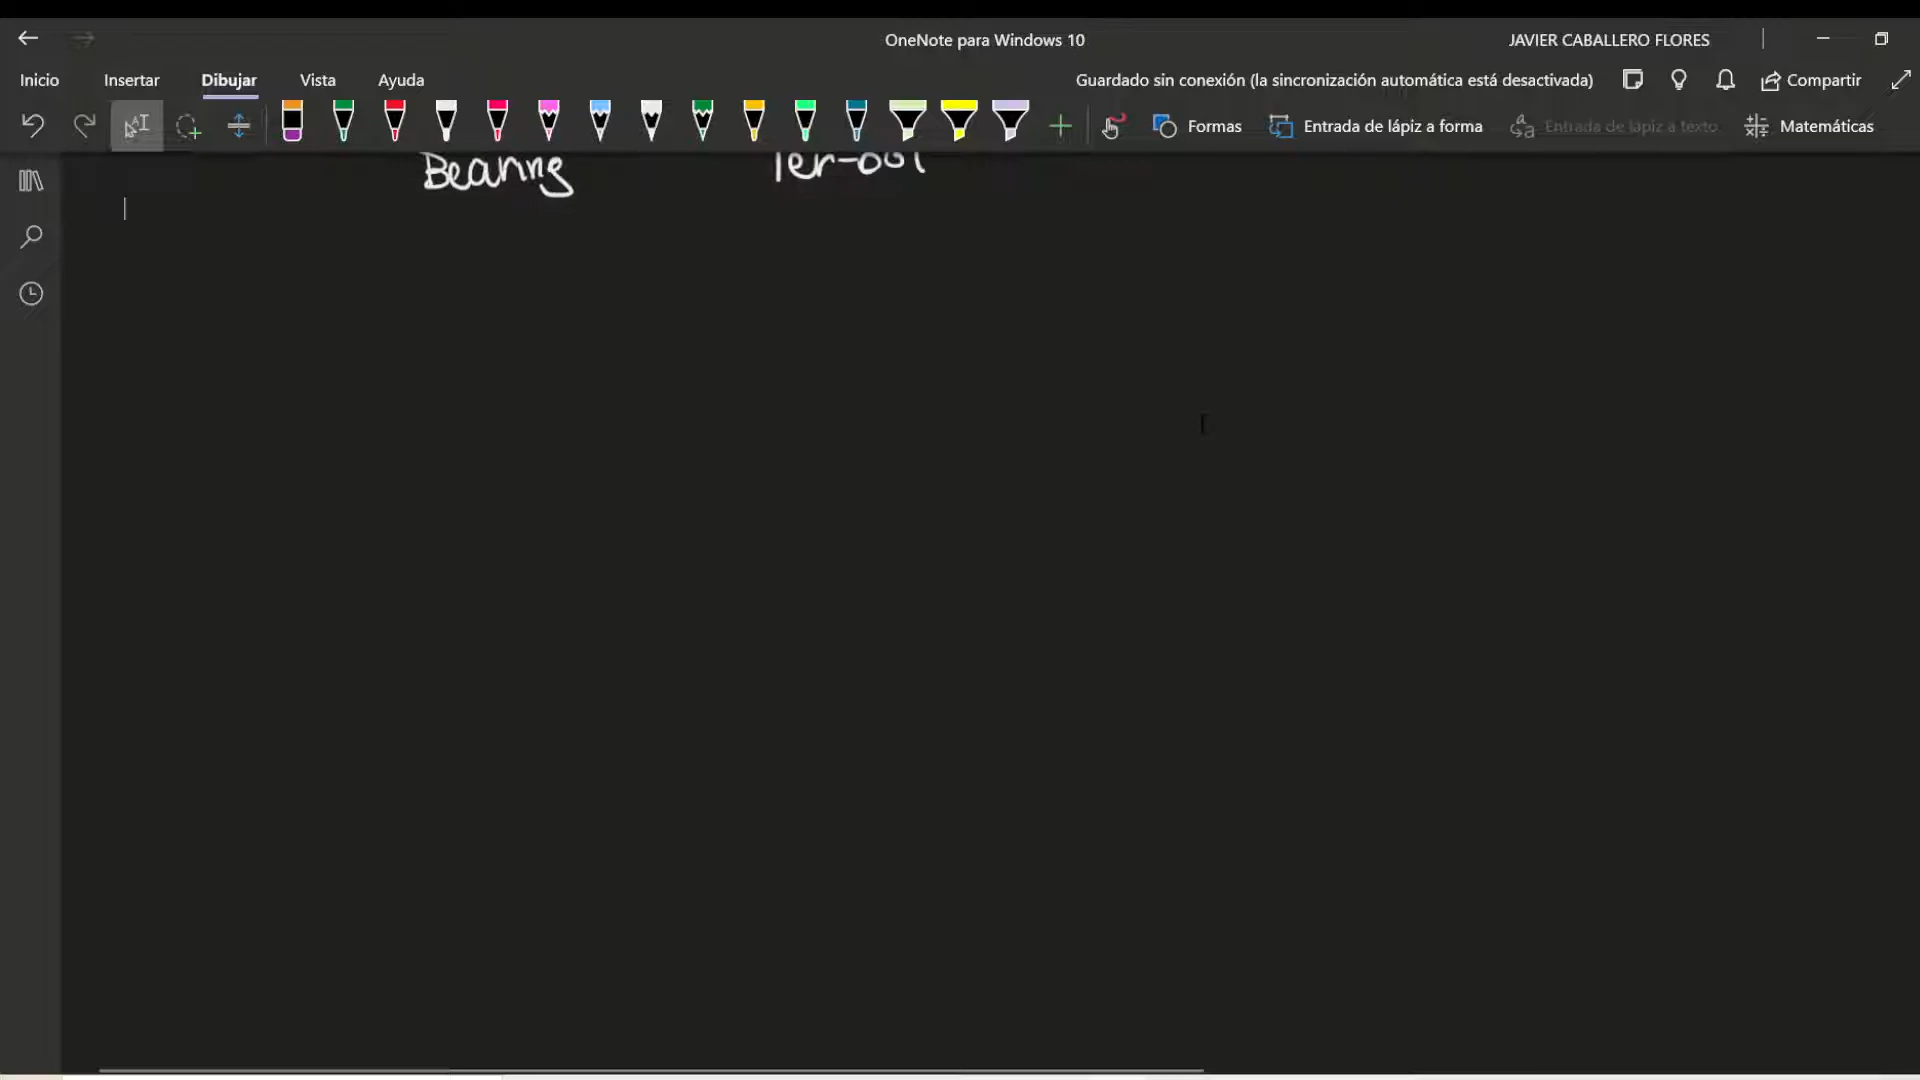 OneNote para Windows 10
JAVIER CABALLERO FLORES
Inicio Insertar Dibujar Vista Ayuda
Guardado sin conexión (la sincronización automática está desactivada)
Compartir
Formas
Entrada de lápiz a forma
Entrada de lápiz a texto
Matemáticas
Bearing